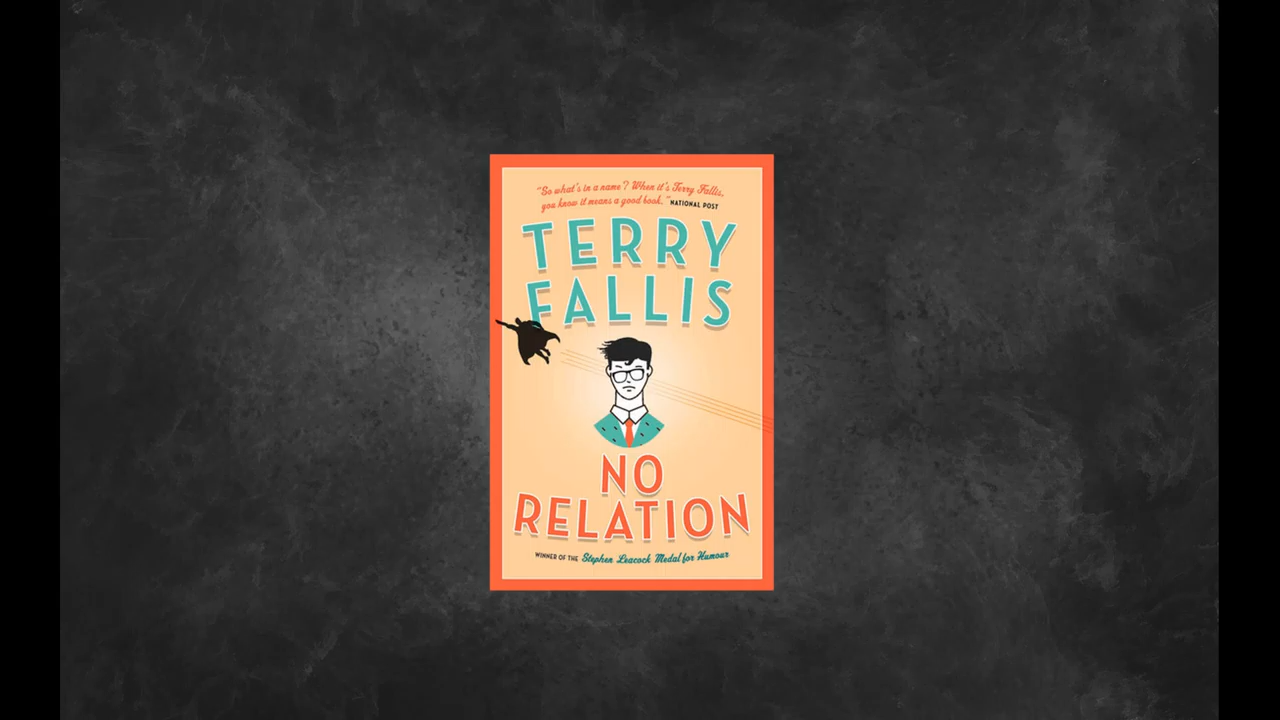 "So what's in a name? When it's Terry Fallis,
you know it means a good book." NATIONAL POST
TERRY
FALLIS
NO
RELATION
WINNER OF THE Stephen Leacock Medal for Humour